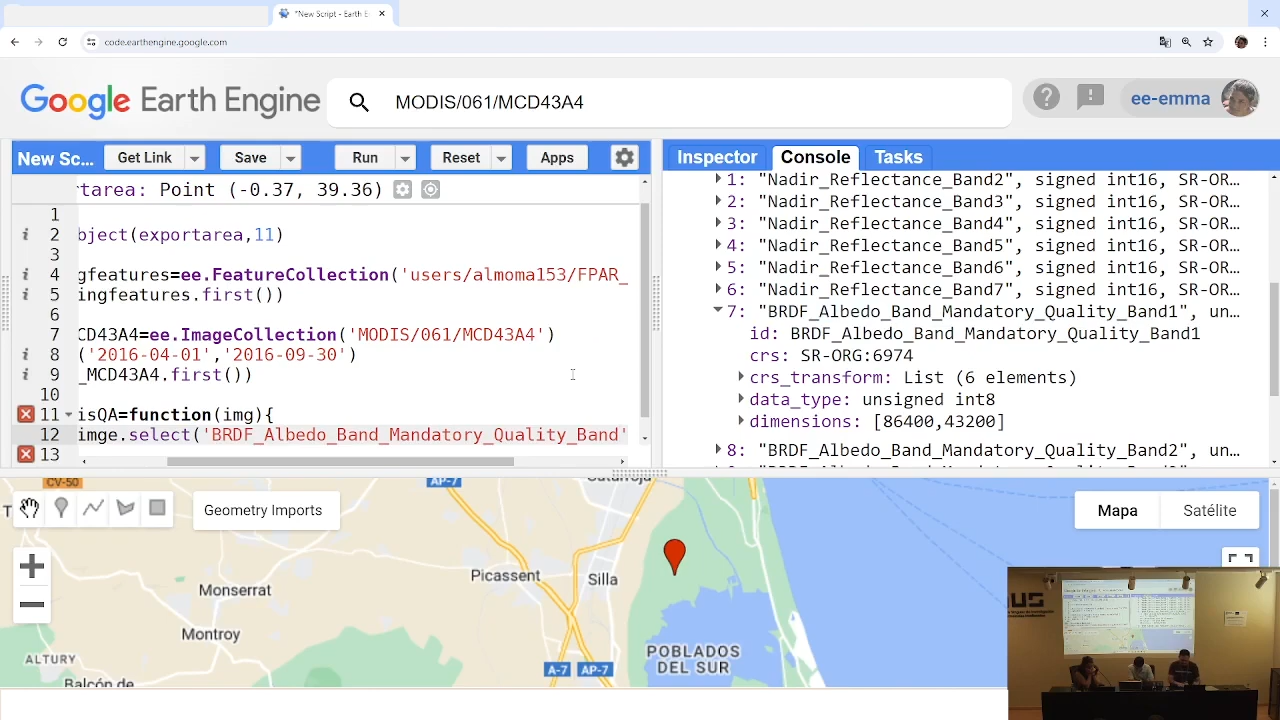 *New Script - Earth E
code.earthengine.google.com
Google Earth Engine
MODIS/061/MCD43A4
ee-emma
New Sc...
Get Link
Save
Run
Reset
Apps
Inspector
Console
Tasks
rtarea: Point (-0.37, 39.36)
1
2 bject(exportarea,11)
3
4 gfeatures=ee.FeatureCollection('users/almoma153/FPAR_
5 ingfeatures.first())
6
7 CD43A4=ee.ImageCollection('MODIS/061/MCD43A4')
8 ('2016-04-01','2016-09-30')
9 _MCD43A4.first())
10
11 isQA=function(img){
12 imge.select('BRDF_Albedo_Band_Mandatory_Quality_Band'
13
1: "Nadir_Reflectance_Band2", signed int16, SR-OR…
2: "Nadir_Reflectance_Band3", signed int16, SR-OR…
3: "Nadir_Reflectance_Band4", signed int16, SR-OR…
4: "Nadir_Reflectance_Band5", signed int16, SR-OR…
5: "Nadir_Reflectance_Band6", signed int16, SR-OR…
6: "Nadir_Reflectance_Band7", signed int16, SR-OR…
7: "BRDF_Albedo_Band_Mandatory_Quality_Band1", un…
id: BRDF_Albedo_Band_Mandatory_Quality_Band1
crs: SR-ORG:6974
crs_transform: List (6 elements)
data_type: unsigned int8
dimensions: [86400,43200]
8: "BRDF_Albedo_Band_Mandatory_Quality_Band2", un…
CV-50
AP-7
Geometry Imports
Mapa
Satélite
Picassent
Silla
Monserrat
Montroy
POBLADOS
DEL SUR
ALTURY
A-7
AP-7
Balcón de